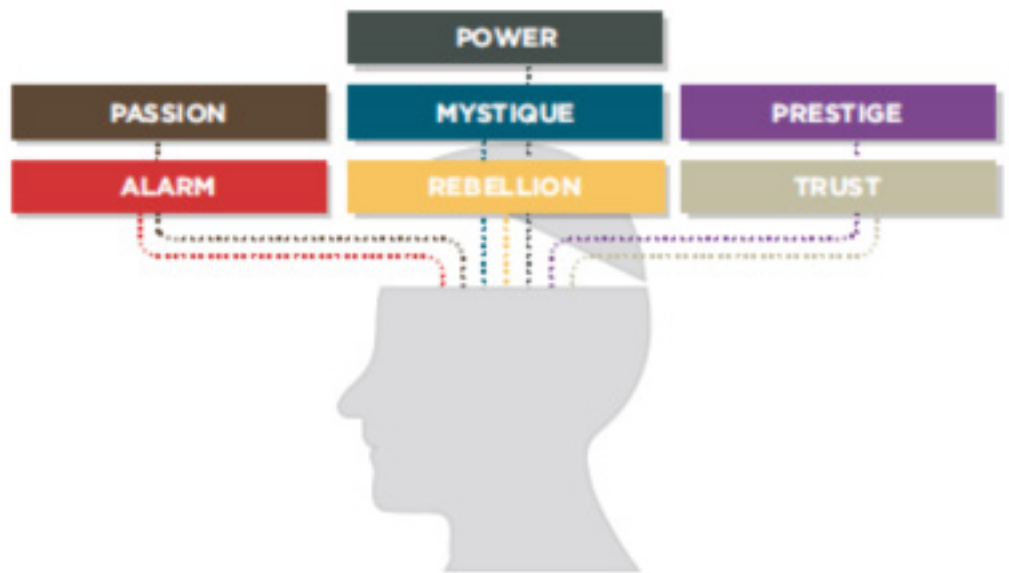 POWER
PASSION
MYSTIQUE
PRESTIGE
ALARM
REBELLION
TRUST